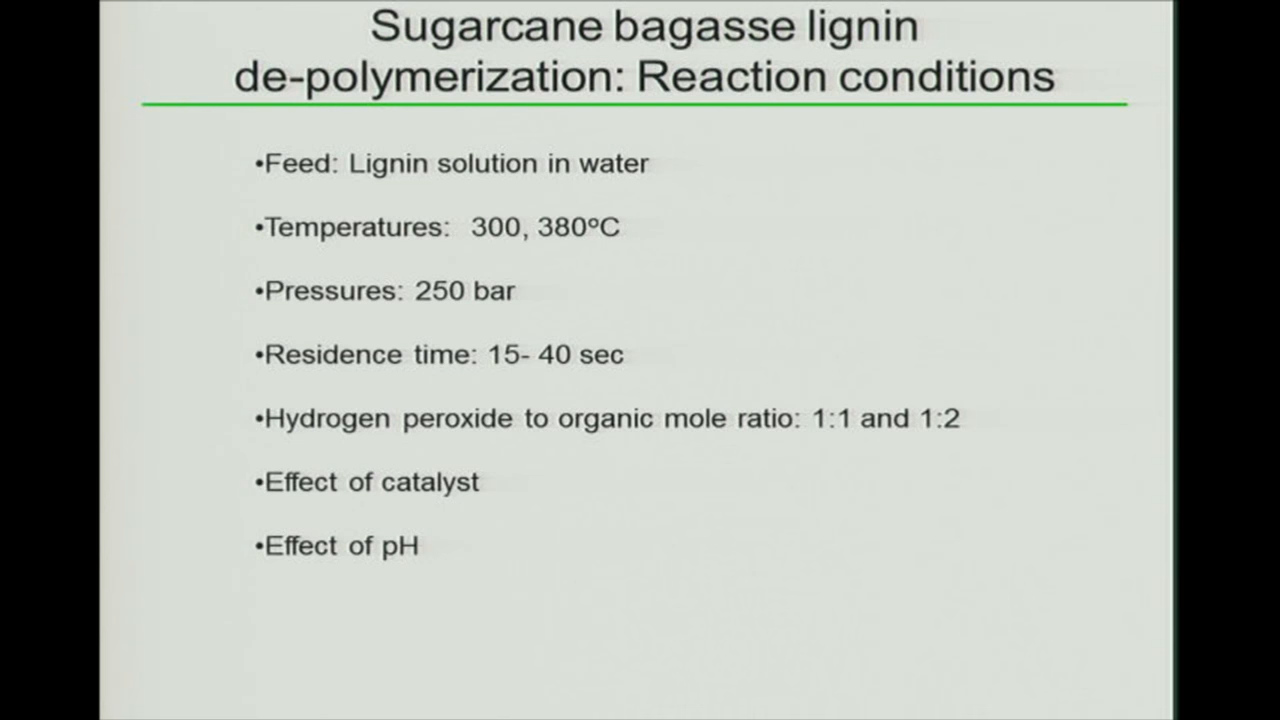 Sugarcane bagasse lignin
de-polymerization: Reaction conditions
•Feed: Lignin solution in water
•Temperatures: 300, 380ºC
•Pressures: 250 bar
•Residence time: 15- 40 sec
•Hydrogen peroxide to organic mole ratio: 1:1 and 1:2
•Effect of catalyst
•Effect of pH